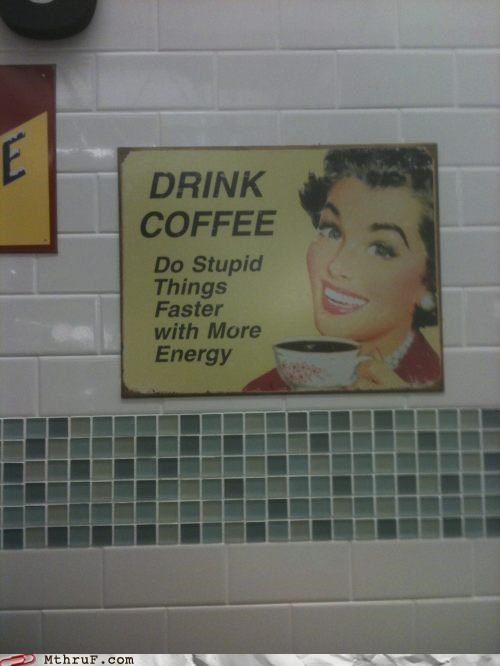 E
DRINK
COFFEE
Do Stupid
Things
Faster
with More
Energy
MthruF.com